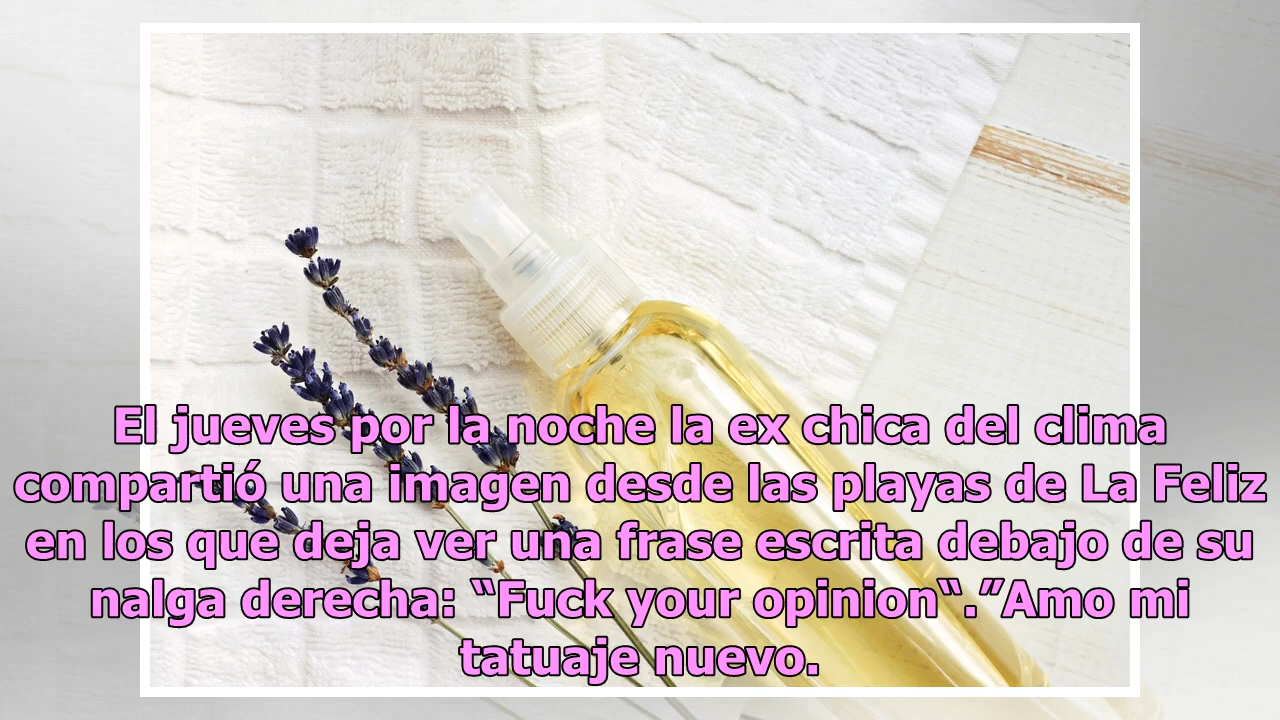 El jueves por la noche la ex chica del clima
compartió una imagen desde las playas de La Feliz
en los que deja ver una frase escrita debajo de su
nalga derecha: “Fuck your opinion“.”Amo mi
tatuaje nuevo.